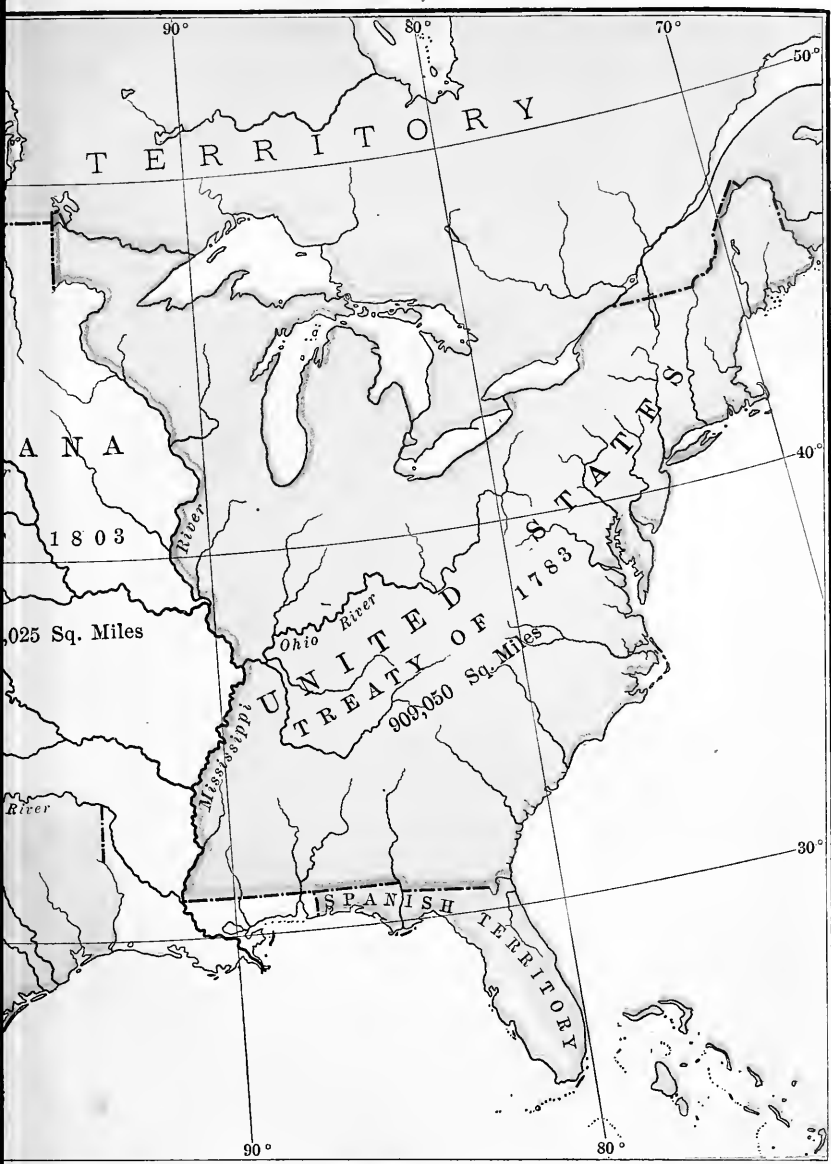 90°
80°
70°
50°
TERRITORY
ANA
1803
,025 Sq. Miles
River
Ohio River
UNITED STATES
TREATY OF 1783
909,050 Sq. Miles
Mississippi
River
40°
30°
SPANISH TERRITORY
90°
80°